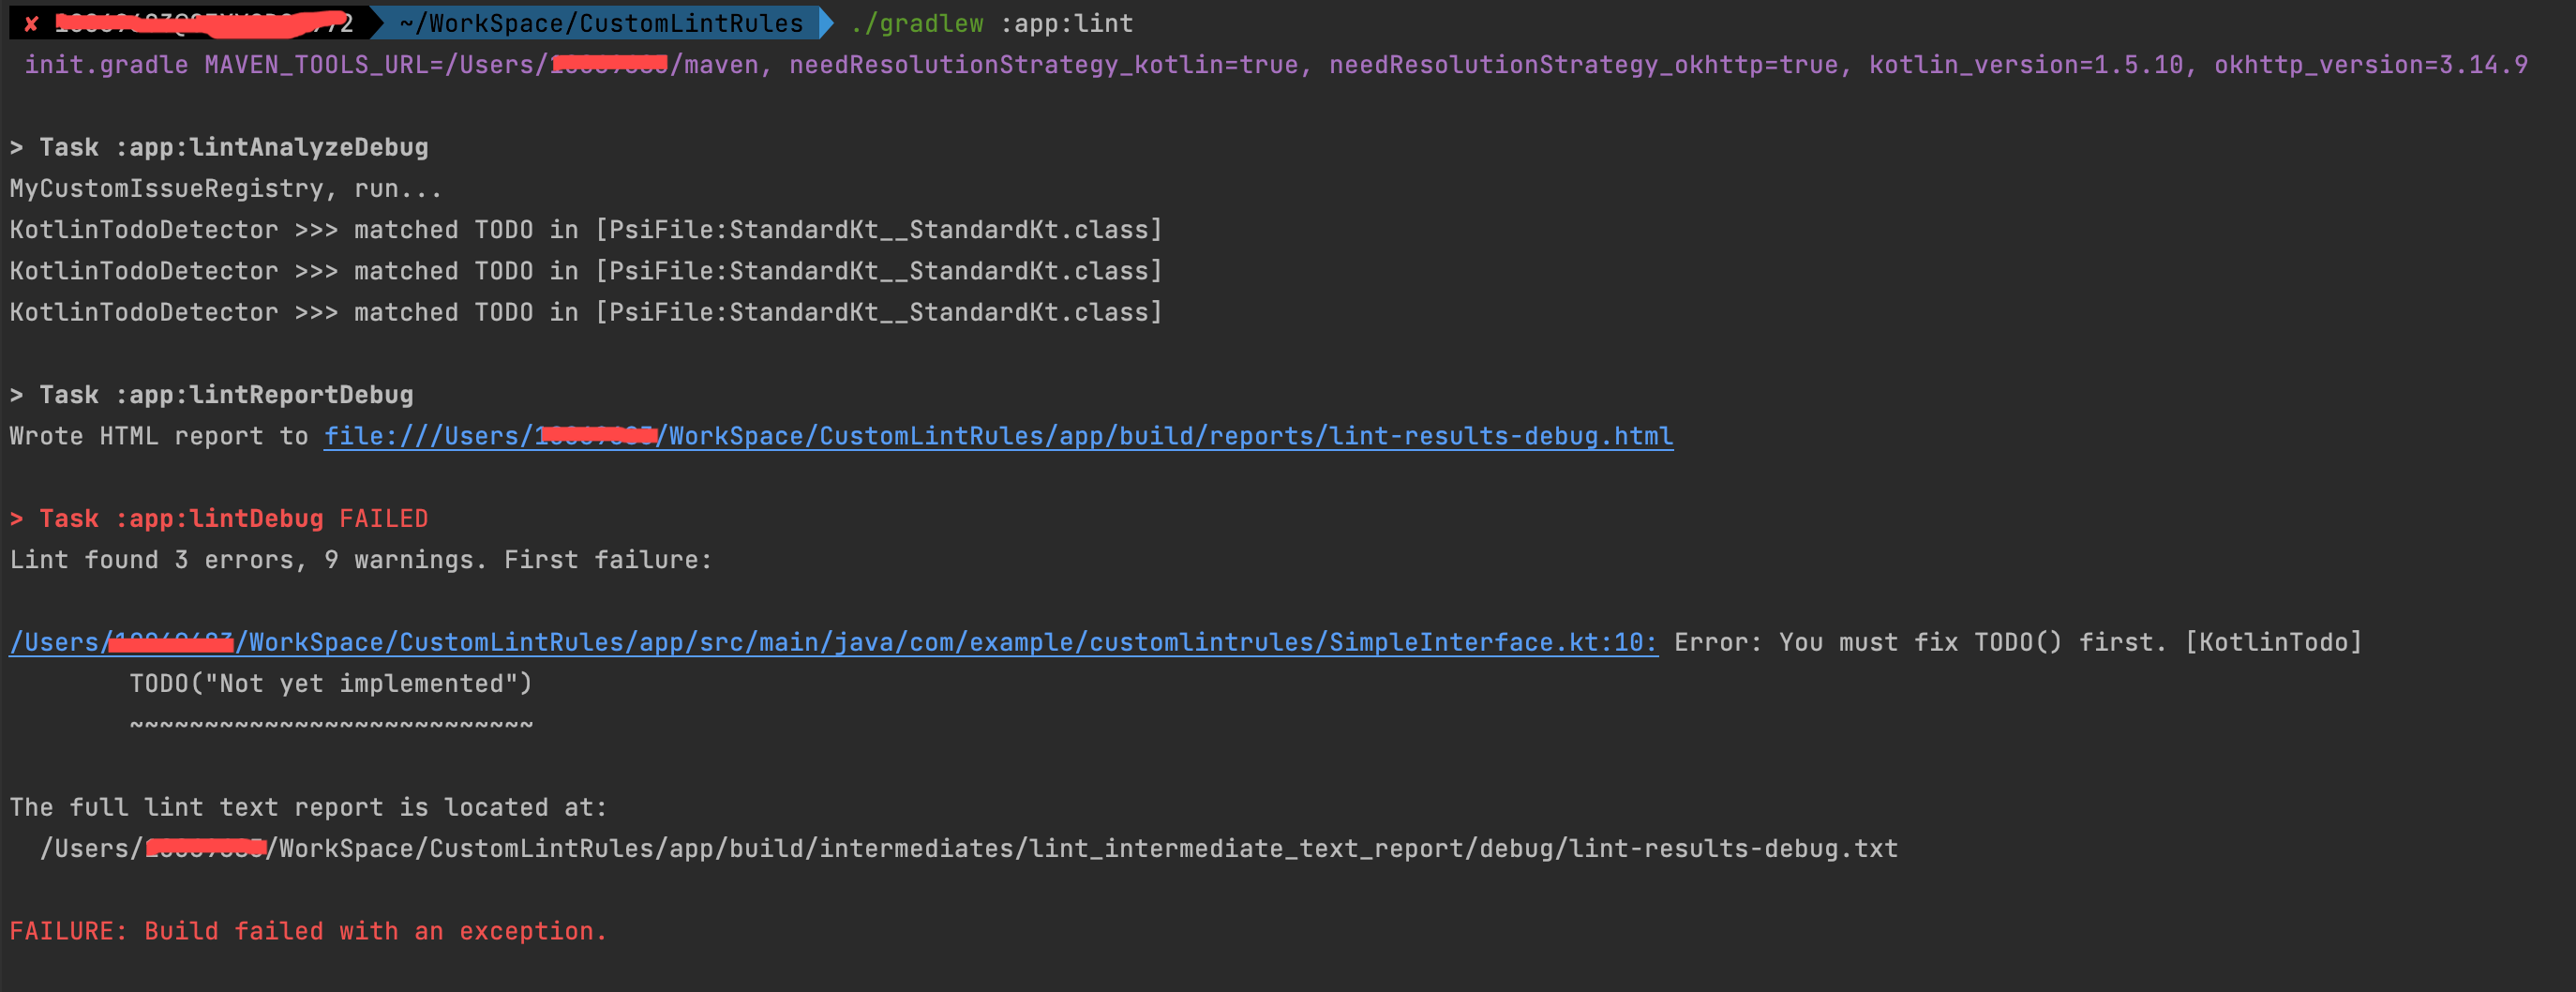 ✘ ~/WorkSpace/CustomLintRules ./gradlew :app:lint
init.gradle MAVEN_TOOLS_URL=/Users/ /maven, needResolutionStrategy_kotlin=true, needResolutionStrategy_okhttp=true, kotlin_version=1.5.10, okhttp_version=3.14.9
> Task :app:lintAnalyzeDebug
MyCustomIssueRegistry, run...
KotlinTodoDetector >>> matched TODO in [PsiFile:StandardKt__StandardKt.class]
KotlinTodoDetector >>> matched TODO in [PsiFile:StandardKt__StandardKt.class]
KotlinTodoDetector >>> matched TODO in [PsiFile:StandardKt__StandardKt.class]
> Task :app:lintReportDebug
Wrote HTML report to file:///Users/ /WorkSpace/CustomLintRules/app/build/reports/lint-results-debug.html
> Task :app:lintDebug FAILED
Lint found 3 errors, 9 warnings. First failure:
/Users/ /WorkSpace/CustomLintRules/app/src/main/java/com/example/customlintrules/SimpleInterface.kt:10: Error: You must fix TODO() first. [KotlinTodo]
TODO("Not yet implemented")
~~~~~~~~~~~~~~~~~~~~~~~~~~~
The full lint text report is located at:
/Users/ /WorkSpace/CustomLintRules/app/build/intermediates/lint_intermediate_text_report/debug/lint-results-debug.txt
FAILURE: Build failed with an exception.